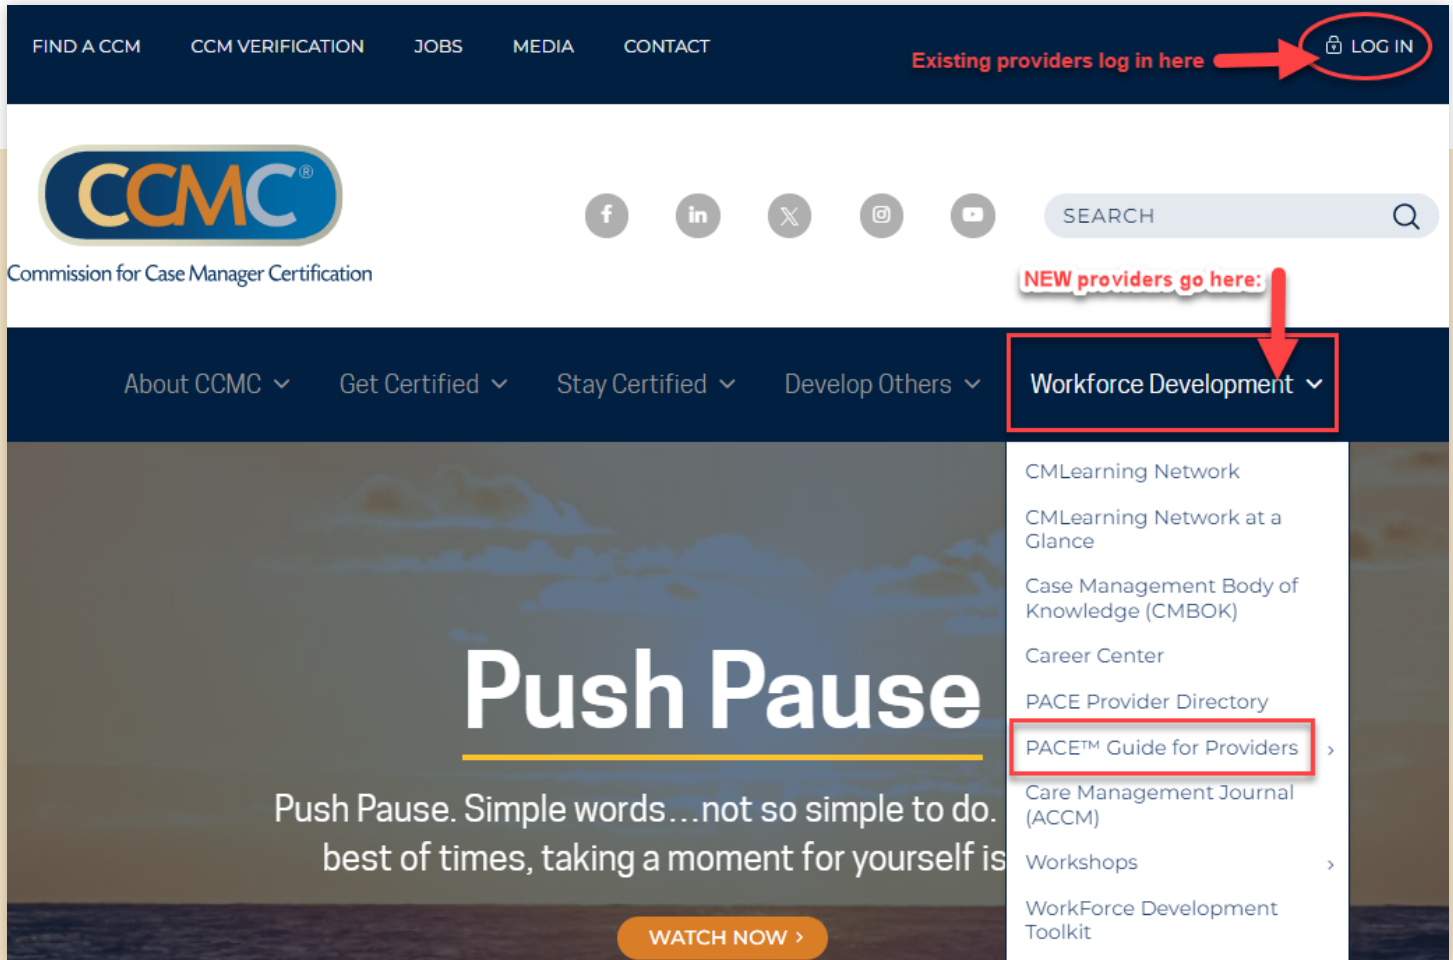 FIND A CCM CCM VERIFICATION JOBS MEDIA CONTACT
Existing providers log in here
LOG IN
CCMC®
Commission for Case Manager Certification
f in X
SEARCH
NEW providers go here:
About CCMC Get Certified Stay Certified Develop Others Workforce Development
CMLearning Network
CMLearning Network at a
Glance
Case Management Body of
Knowledge (CMBOK)
Career Center
PACE Provider Directory
PACE™ Guide for Providers
Care Management Journal
(ACCM)
Workshops
WorkForce Development
Toolkit
Push Pause
Push Pause. Simple words...not so simple to do.
best of times, taking a moment for yourself is
WATCH NOW